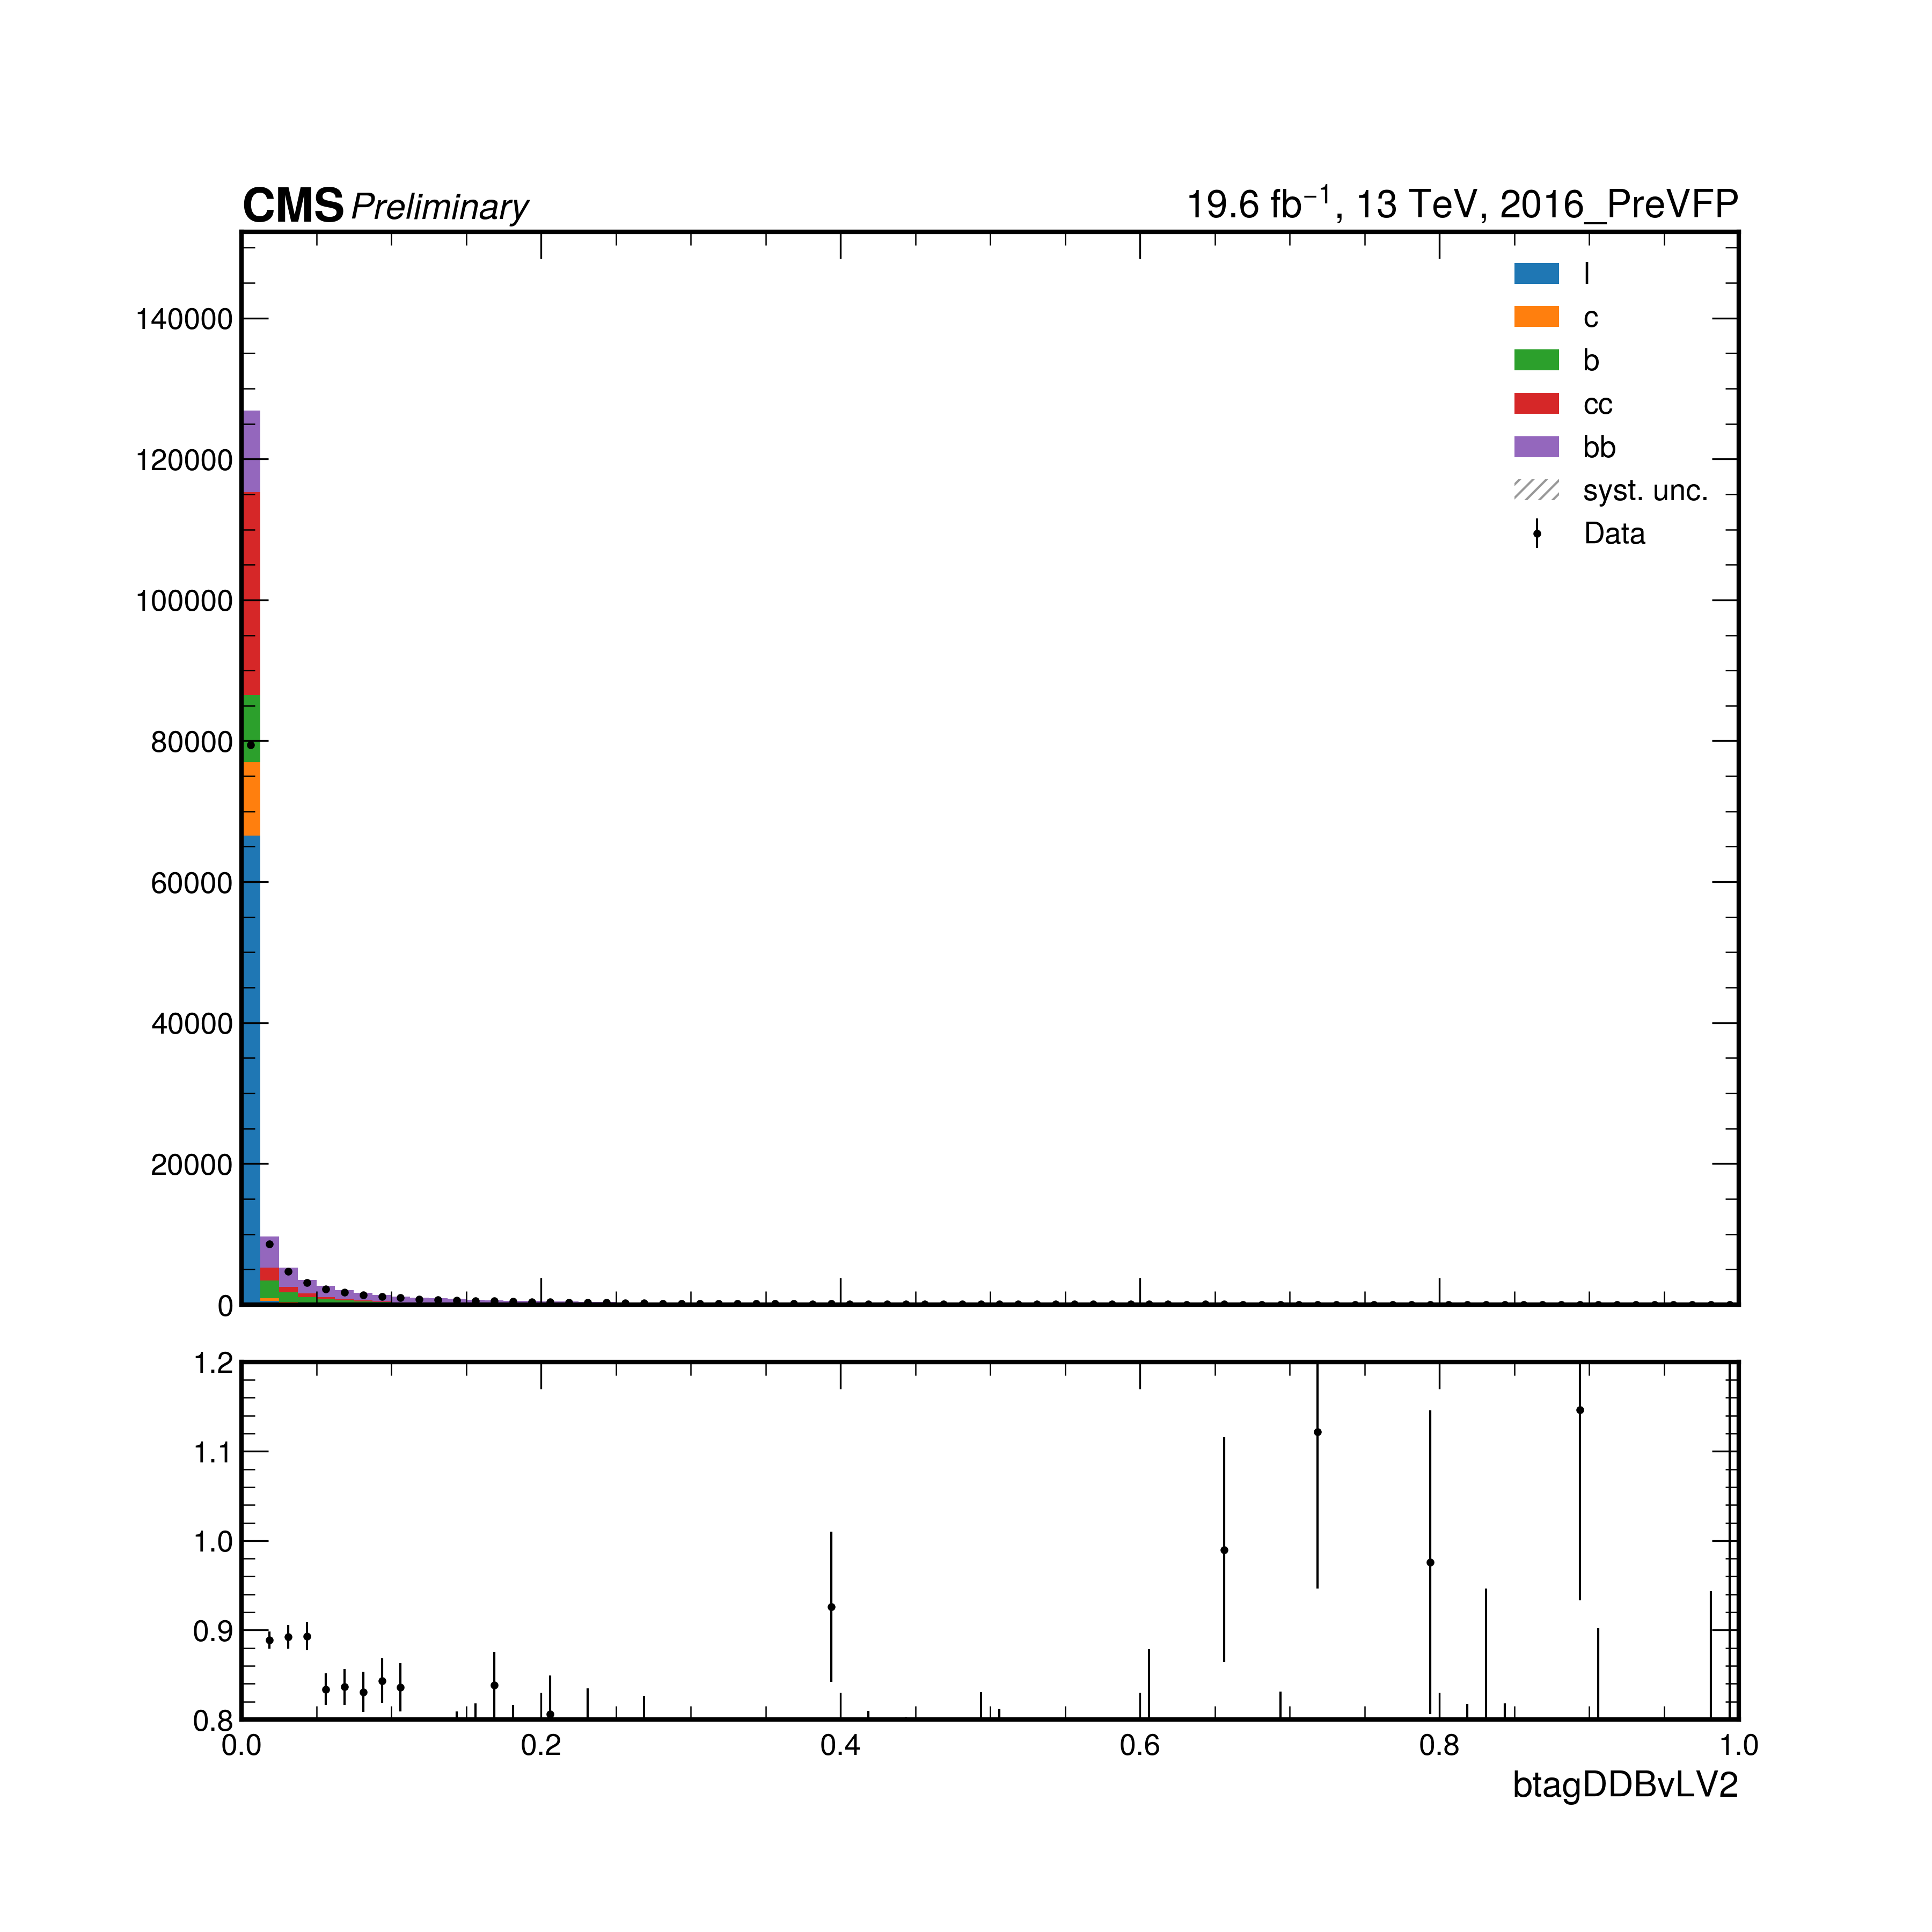 CMS Preliminary
19.6 fb⁻¹, 13 TeV, 2016_PreVFP
l
c
b
cc
bb
syst. unc.
Data
140000
120000
100000
80000
60000
40000
20000
0
1.2
1.1
1.0
0.9
0.8
0.0 0.2 0.4 0.6 0.8 1.0
btagDDBvLV2